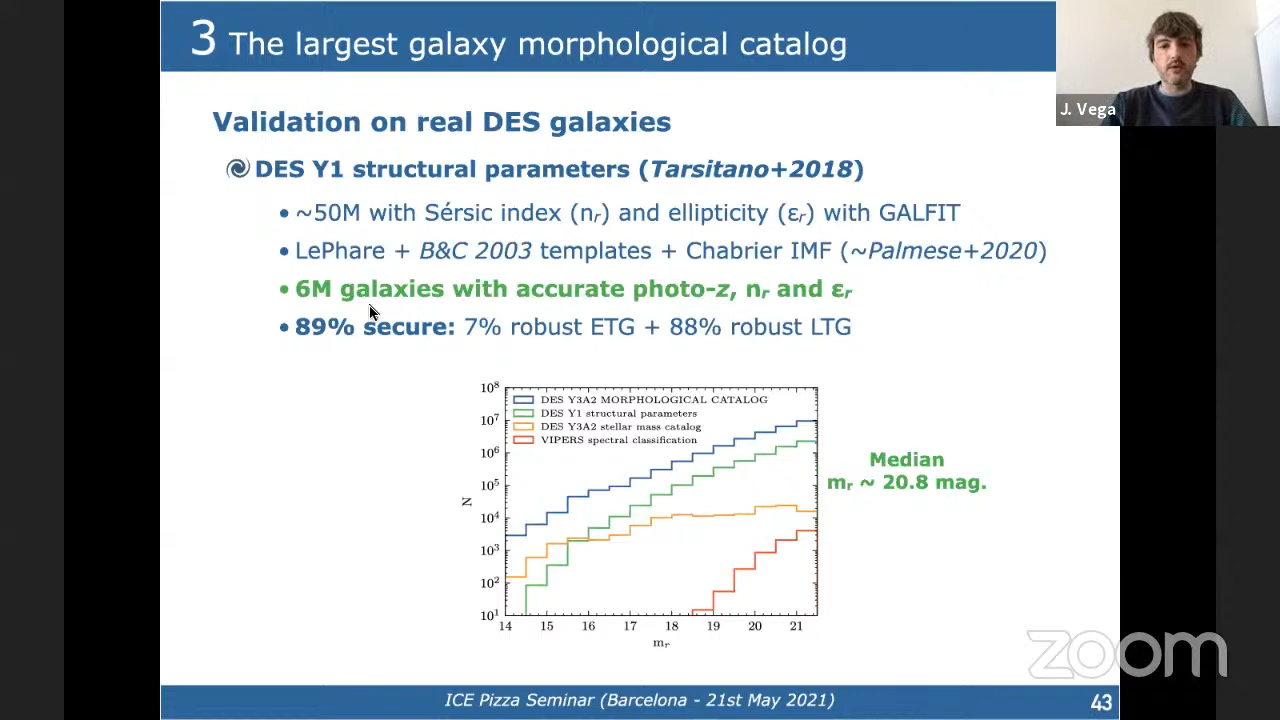 3 The largest galaxy morphological catalog
J. Vega
Validation on real DES galaxies
DES Y1 structural parameters (Tarsitano+2018)
• ~50M with Sérsic index (nᵣ) and ellipticity (εᵣ) with GALFIT
• LePhare + B&C 2003 templates + Chabrier IMF (~Palmese+2020)
• 6M galaxies with accurate photo-z, nᵣ and εᵣ
• 89% secure: 7% robust ETG + 88% robust LTG
DES Y3A2 MORPHOLOGICAL CATALOG
DES Y1 structural parameters
DES Y3A2 stellar mass catalog
VIPERS spectral classification
10⁸
10⁷
10⁶
10⁵
10⁴
10³
10²
10¹
N
14 15 16 17 18 19 20 21
mᵣ
Median
mᵣ ~ 20.8 mag.
zoom
ICE Pizza Seminar (Barcelona - 21st May 2021)
43